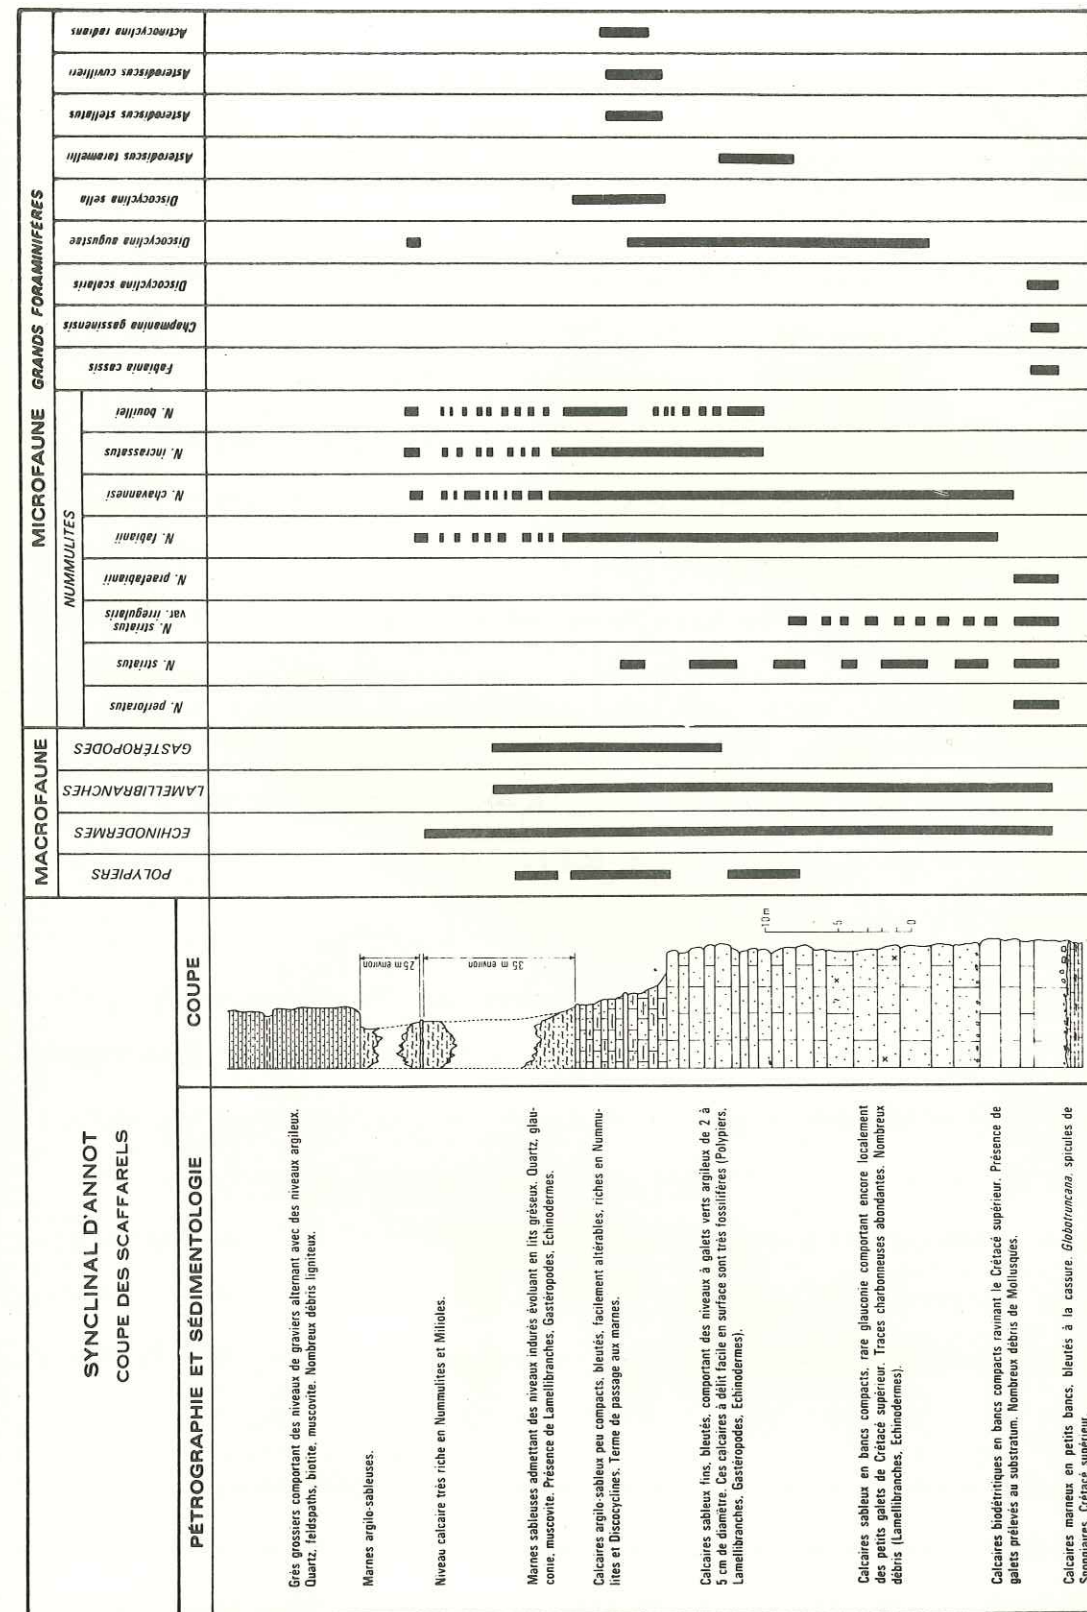 SYNCLINAL D'ANNOT
COUPE DES SCAFFARELS
PÉTROGRAPHIE ET SÉDIMENTOLOGIE
Grès grossiers comportant des niveaux de graviers alternant avec des niveaux argileux.
Quartz, feldspaths, biotite, muscovite. Nombreux débris ligniteux.
Marnes argilo-sableuses.
Niveau calcaire très riche en Nummulites et Milioles.
Marnes sableuses admettant des niveaux indurés évoluant en lits gréseux. Quartz, glau-
conie, muscovite. Présence de Lamellibranches, Gastéropodes, Echinodermes.
Calcaires argilo-sableux peu compacts, bleutés, facilement altérables, riches en Nummu-
lites et Discocyclines. Terme de passage aux marnes.
Calcaires sableux fins, bleutés, comportant des niveaux à galets verts argileux de 2 à
5 cm de diamètre. Ces calcaires à délit facile en surface sont très fossilifères (Polypiers,
Lamellibranches, Gastéropodes, Echinodermes).
Calcaires sableux en bancs compacts, rare glauconie comportant encore localement
des petits galets de Crétacé supérieur. Traces charbonneuses abondantes. Nombreux
débris (Lamellibranches, Echinodermes).
Calcaires biodétritiques en bancs compacts ravinant le Crétacé supérieur. Présence de
galets prélevés au substratum. Nombreux débris de Mollusques.
Calcaires marneux en petits bancs, bleutés à la cassure. Globotruncana, spicules de
Spongiaires. Crétacé supérieur.
COUPE
25 m environ
35 m environ
10 m
5
0
MACROFAUNE
POLYPIERS
ECHINODERMES
LAMELLIBRANCHES
GASTÉROPODES
MICROFAUNE GRANDS FORAMINIFÈRES
NUMMULITES
N. perforatus
N. striatus
N. striatus
var. irregularis
N. praefabianii
N. fabianii
N. chavannesi
N. incrassatus
N. bouillei
Fabiania cassis
Chapmanina gassinensis
Discocyclina scalaris
Discocyclina augustae
Discocyclina sella
Asterodiscus taramellii
Asterodiscus stellatus
Asterodiscus cuvillieri
Actinocyclina radians